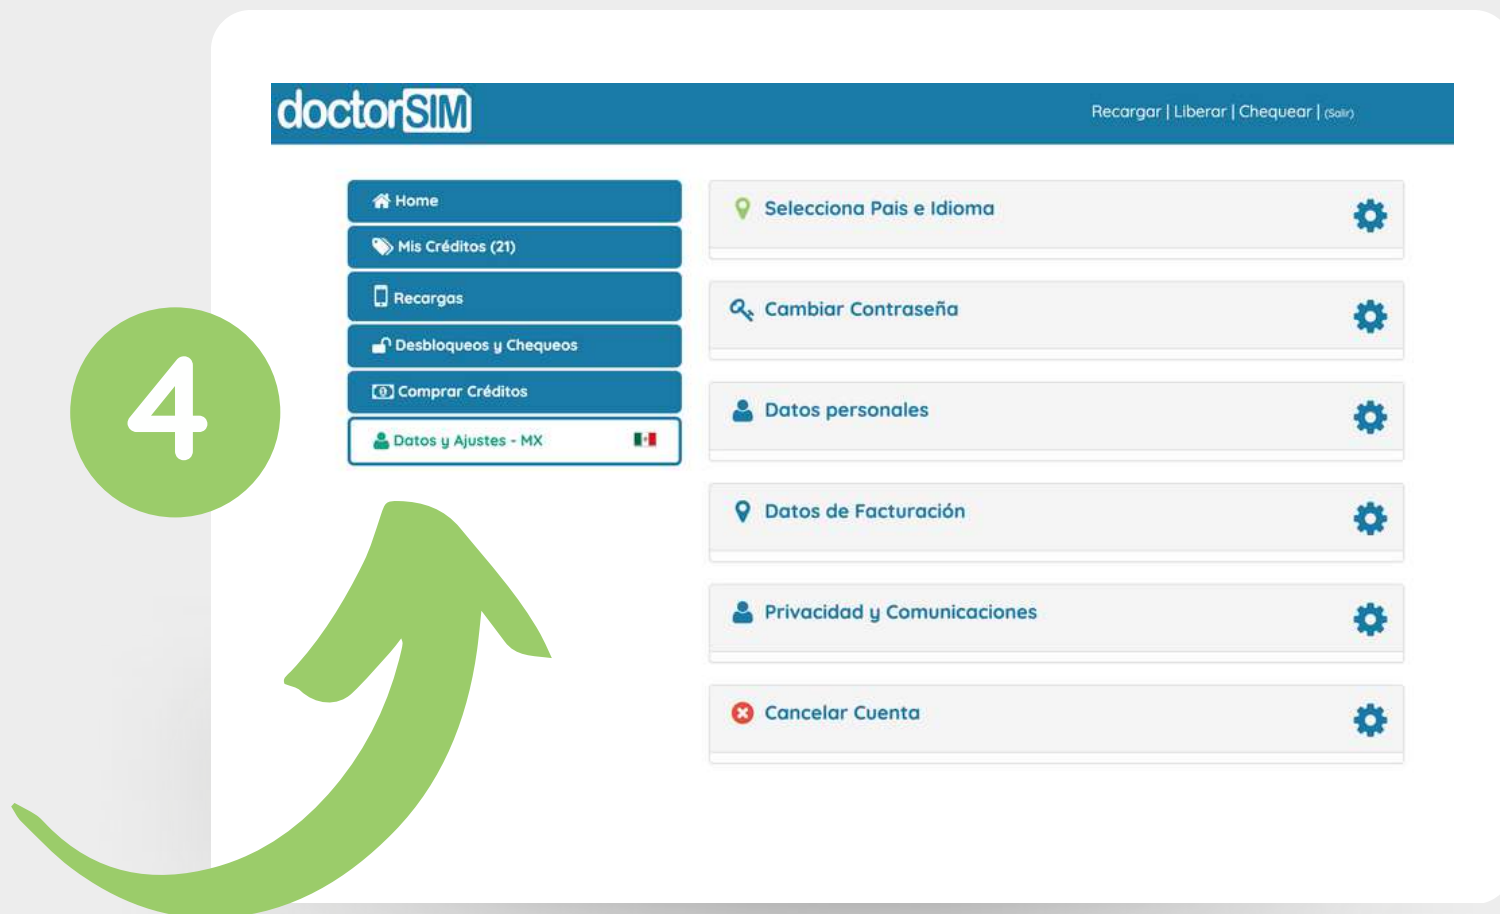 doctorSIM
Recargar | Liberar | Chequear | (Salir)
Home
Mis Créditos (21)
Recargas
Desbloqueos y Chequeos
Comprar Créditos
Datos y Ajustes - MX
4
Selecciona Pais e Idioma
Cambiar Contraseña
Datos personales
Datos de Facturación
Privacidad y Comunicaciones
Cancelar Cuenta